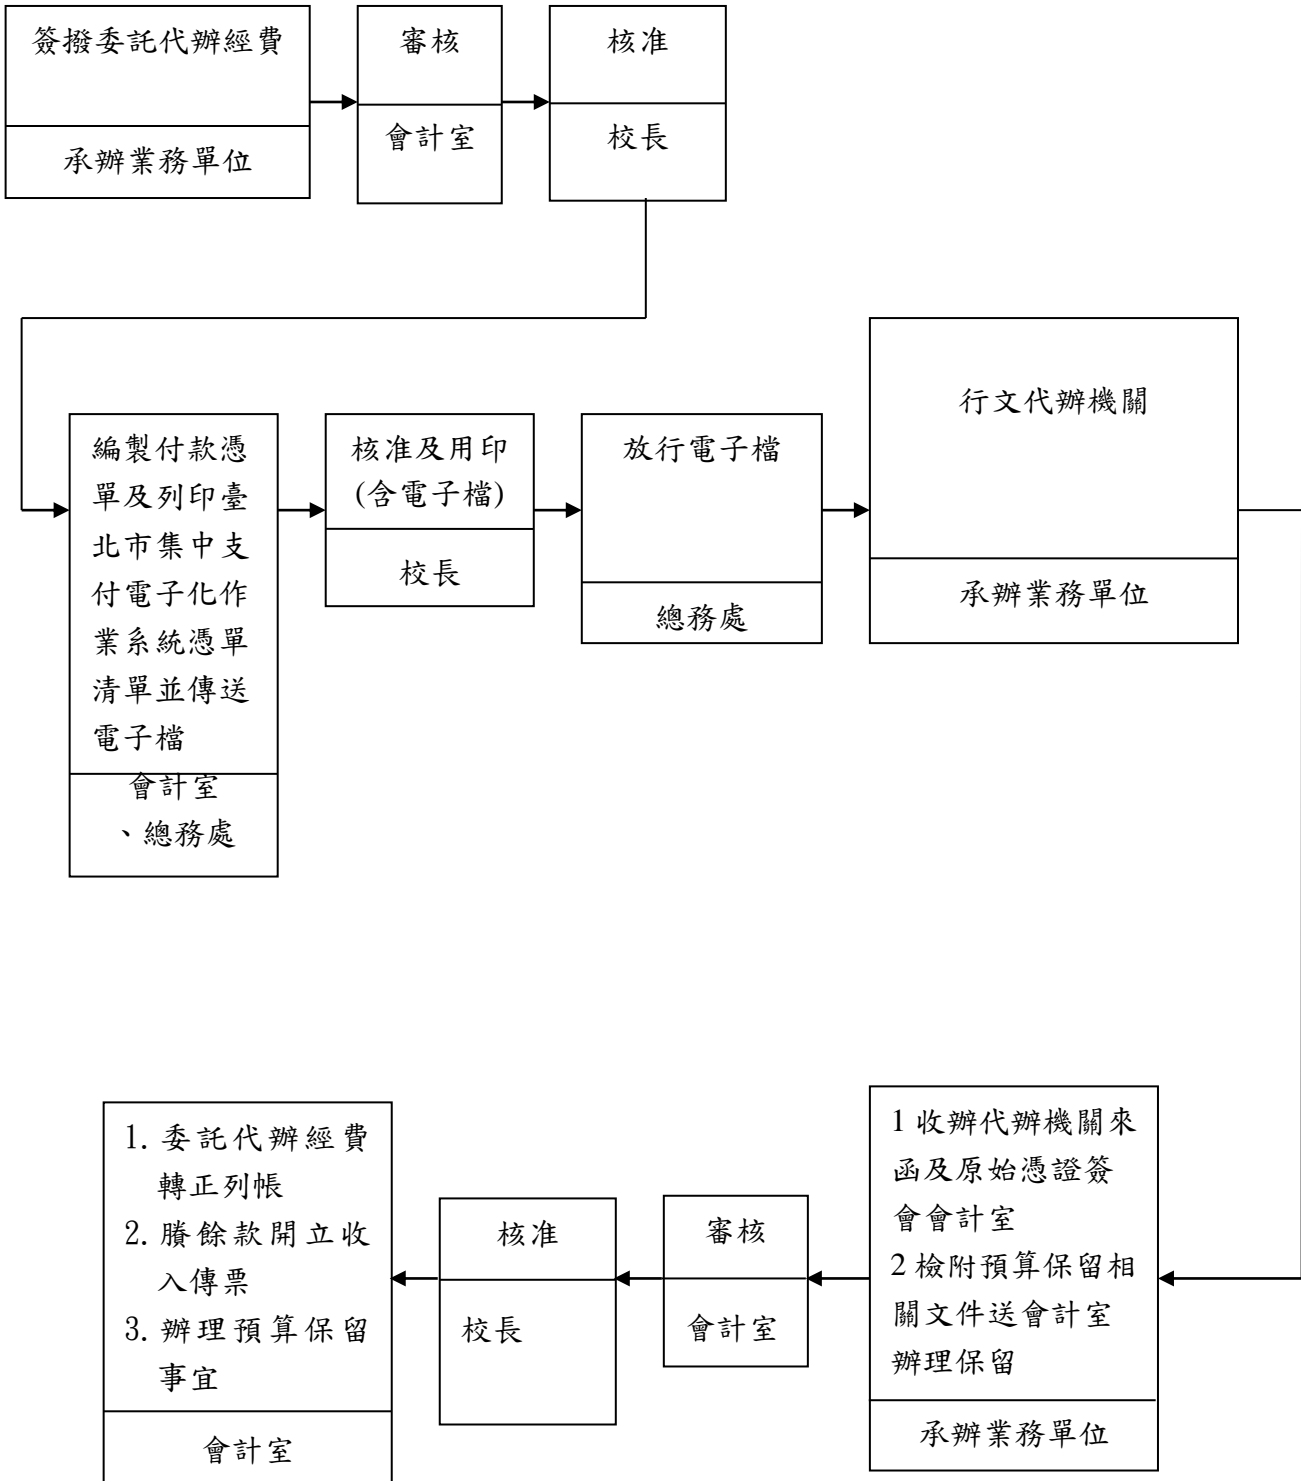 簽撥委託代辦經費
承辦業務單位
審核
會計室
核准
校長
編製付款憑
單及列印臺
北市集中支
付電子化作
業系統憑單
清單並傳送
電子檔
會計室
、總務處
核准及用印
(含電子檔)
校長
放行電子檔
總務處
行文代辦機關
承辦業務單位
1 收辦代辦機關來
函及原始憑證簽
會會計室
2 檢附預算保留相
關文件送會計室
辦理保留
承辦業務單位
審核
會計室
核准
校長
1. 委託代辦經費
轉正列帳
2. 賸餘款開立收
入傳票
3. 辦理預算保留
事宜
會計室